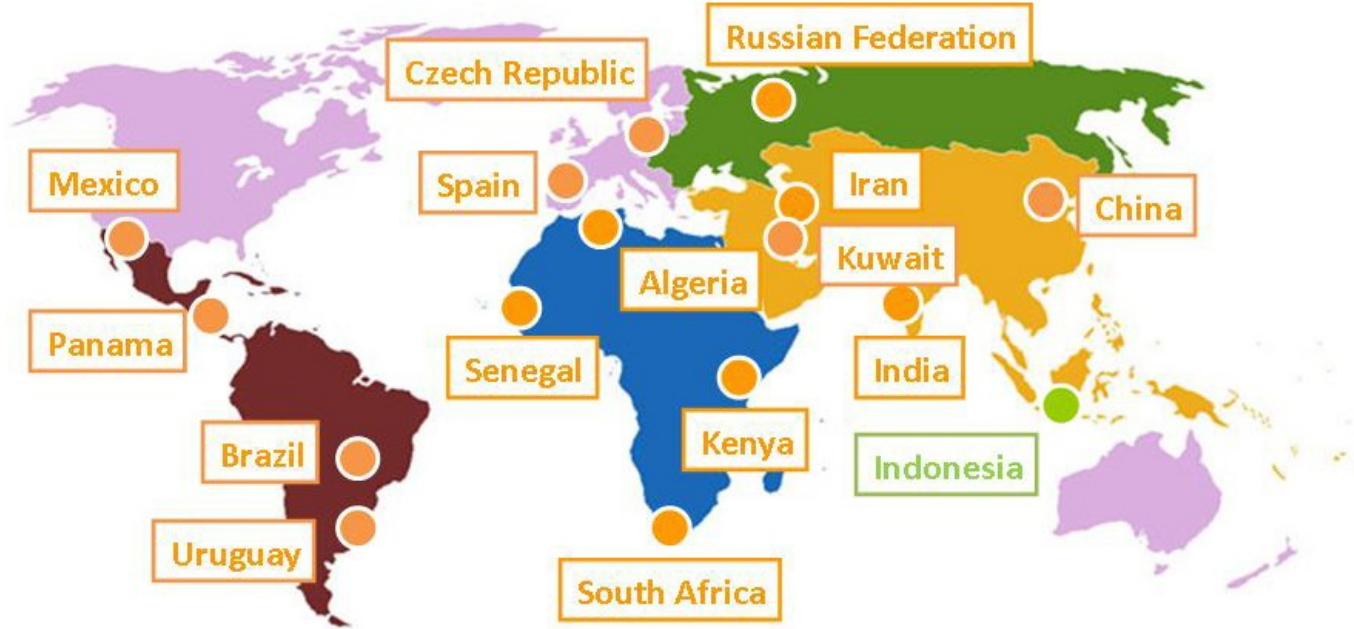 Russian Federation
Czech Republic
Mexico
Spain
Iran
China
Kuwait
Algeria
Panama
Senegal
India
Kenya
Brazil
Indonesia
Uruguay
South Africa